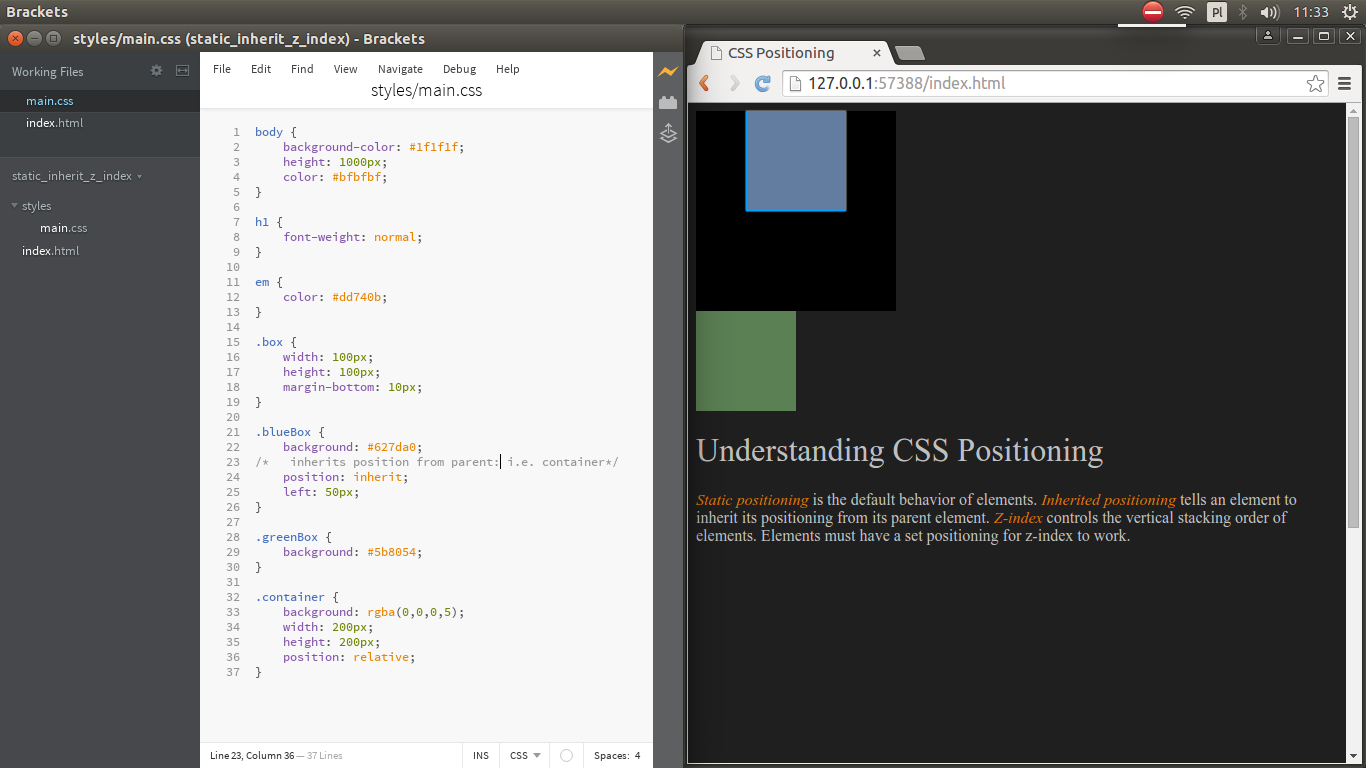 Brackets
Pl
11:33
styles/main.css (static_inherit_z_index) - Brackets
Working Files
main.css
index.html
static_inherit_z_index
styles
main.css
index.html
File Edit Find View Navigate Debug Help
styles/main.css
1 body {
2 background-color: #1f1f1f;
3 height: 1000px;
4 color: #bfbfbf;
5 }
6
7 h1 {
8 font-weight: normal;
9 }
10
11 em {
12 color: #dd740b;
13 }
14
15 .box {
16 width: 100px;
17 height: 100px;
18 margin-bottom: 10px;
19 }
20
21 .blueBox {
22 background: #627da0;
23 /* inherits position from parent: i.e. container*/
24 position: inherit;
25 left: 50px;
26 }
27
28 .greenBox {
29 background: #5b8054;
30 }
31
32 .container {
33 background: rgba(0,0,0,5);
34 width: 200px;
35 height: 200px;
36 position: relative;
37 }
Line 23, Column 36 — 37 Lines
INS
CSS
Spaces: 4
CSS Positioning
127.0.0.1:57388/index.html
Understanding CSS Positioning
Static positioning is the default behavior of elements. Inherited positioning tells an element to
inherit its positioning from its parent element. Z-index controls the vertical stacking order of
elements. Elements must have a set positioning for z-index to work.